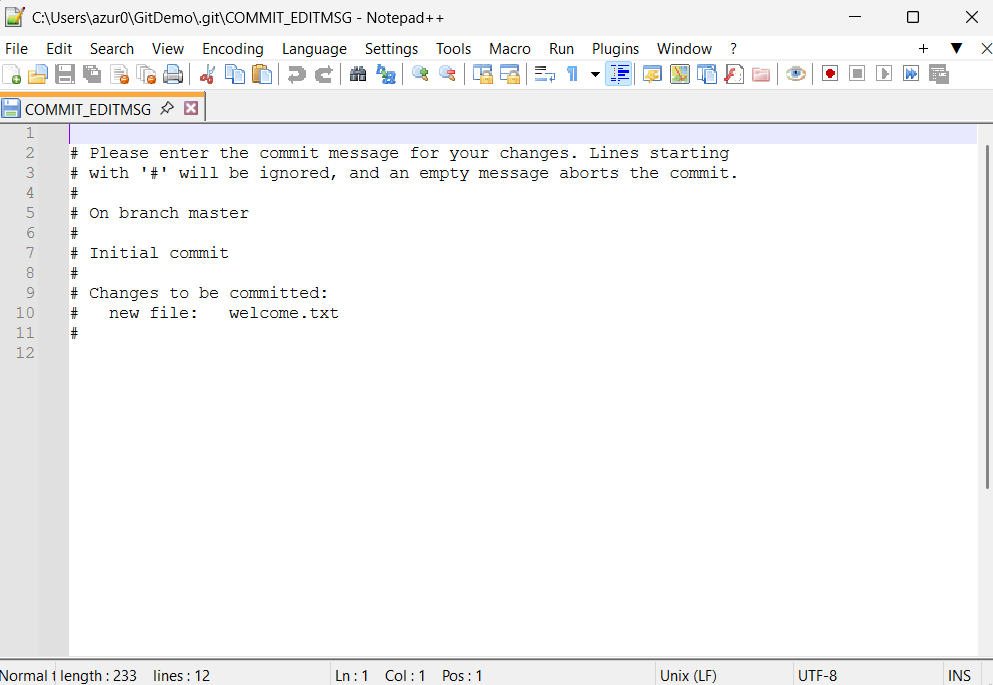 C:\Users\azur0\GitDemo\.git\COMMIT_EDITMSG - Notepad++
File Edit Search View Encoding Language Settings Tools Macro Run Plugins Window ? + ▼ X
COMMIT_EDITMSG
1
2 # Please enter the commit message for your changes. Lines starting
3 # with '#' will be ignored, and an empty message aborts the commit.
4 #
5 # On branch master
6 #
7 # Initial commit
8 #
9 # Changes to be committed:
10 #   new file:   welcome.txt
11 #
12
Normal t length : 233 lines : 12 Ln : 1 Col : 1 Pos : 1 Unix (LF) UTF-8 INS